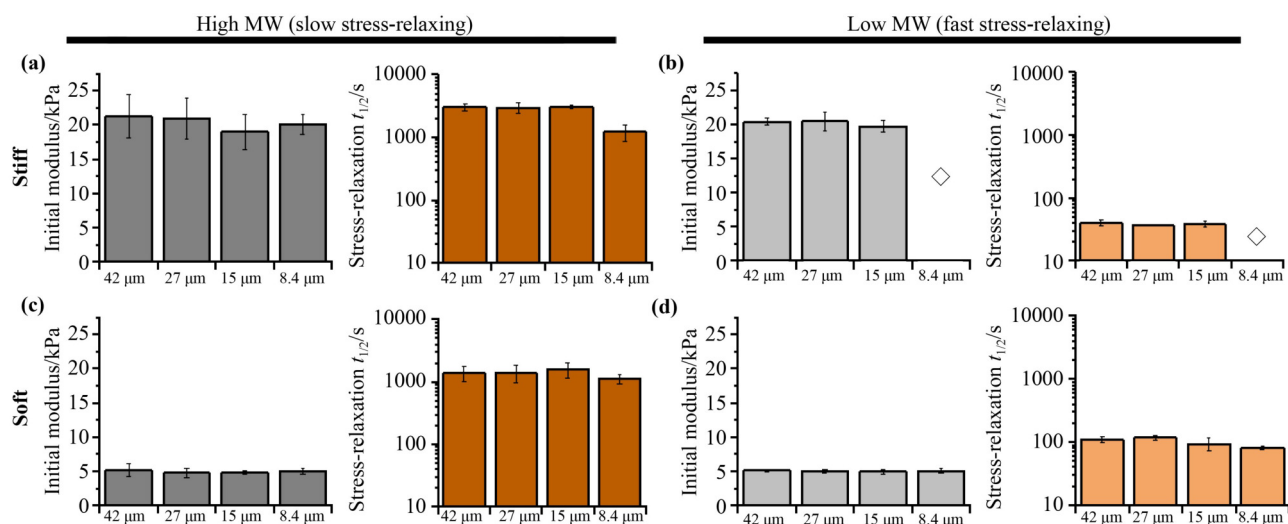 High MW (slow stress-relaxing)
Low MW (fast stress-relaxing)
(a)
Stiff
Initial modulus/kPa
25
20
15
10
5
0
42 µm 27 µm 15 µm 8.4 µm
Stress-relaxation t1/2/s
10000
1000
100
10
42 µm 27 µm 15 µm 8.4 µm
(b)
Initial modulus/kPa
25
20
15
10
5
0
42 µm 27 µm 15 µm 8.4 µm
Stress-relaxation t1/2/s
10000
1000
100
10
42 µm 27 µm 15 µm 8.4 µm
(c)
Soft
Initial modulus/kPa
25
20
15
10
5
0
42 µm 27 µm 15 µm 8.4 µm
Stress-relaxation t1/2/s
10000
1000
100
10
42 µm 27 µm 15 µm 8.4 µm
(d)
Initial modulus/kPa
25
20
15
10
5
0
42 µm 27 µm 15 µm 8.4 µm
Stress-relaxation t1/2/s
10000
1000
100
10
42 µm 27 µm 15 µm 8.4 µm